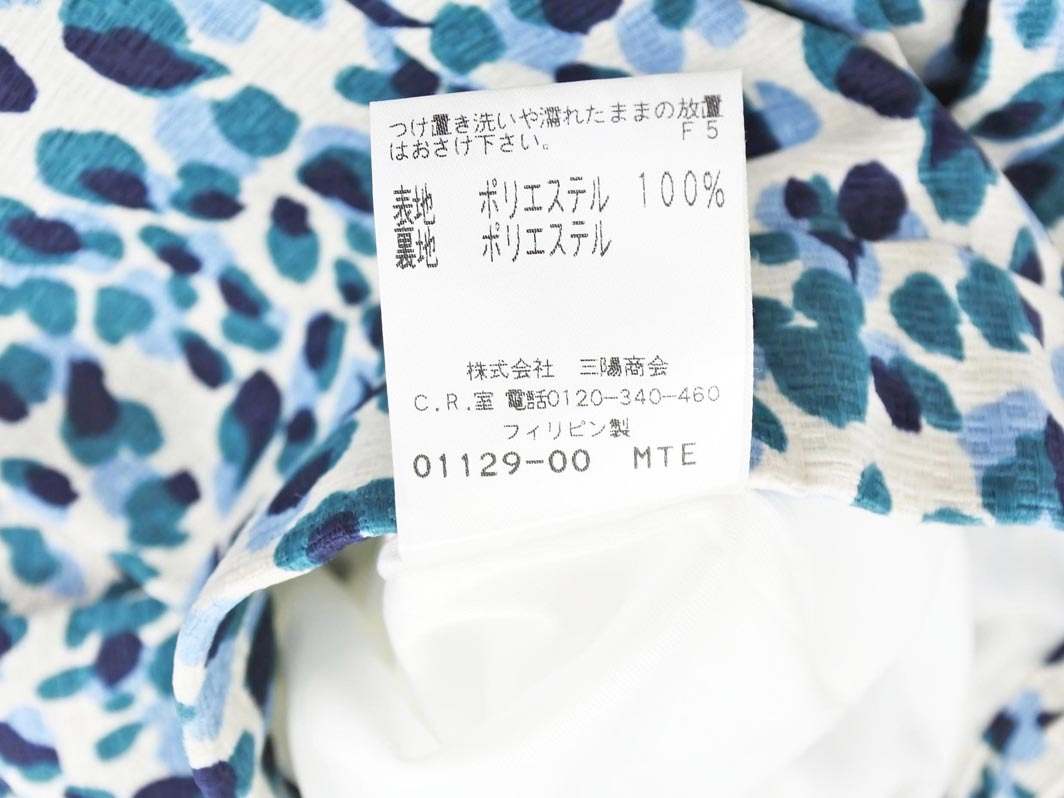 つけ置き洗いや濡れたままの放置
はおさけ下さい。 F5
表地 ポリエステル 100%
裏地 ポリエステル
株式会社 三陽商会
C.R.室 電話0120-340-460
フィリピン製
01129-00 MTE